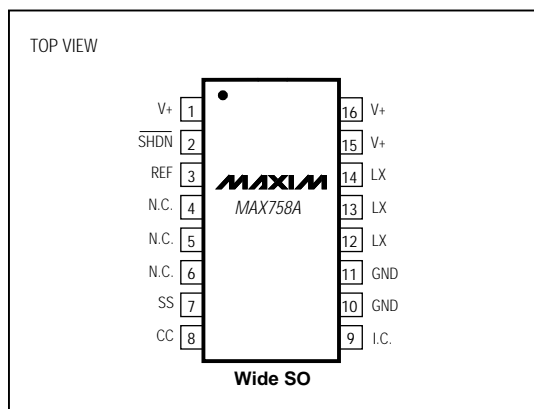 TOP VIEW
V+ 1
SHDN 2
REF 3
N.C. 4
N.C. 5
N.C. 6
SS 7
CC 8
MAXIM
MAX758A
16 V+
15 V+
14 LX
13 LX
12 LX
11 GND
10 GND
9 I.C.
Wide SO